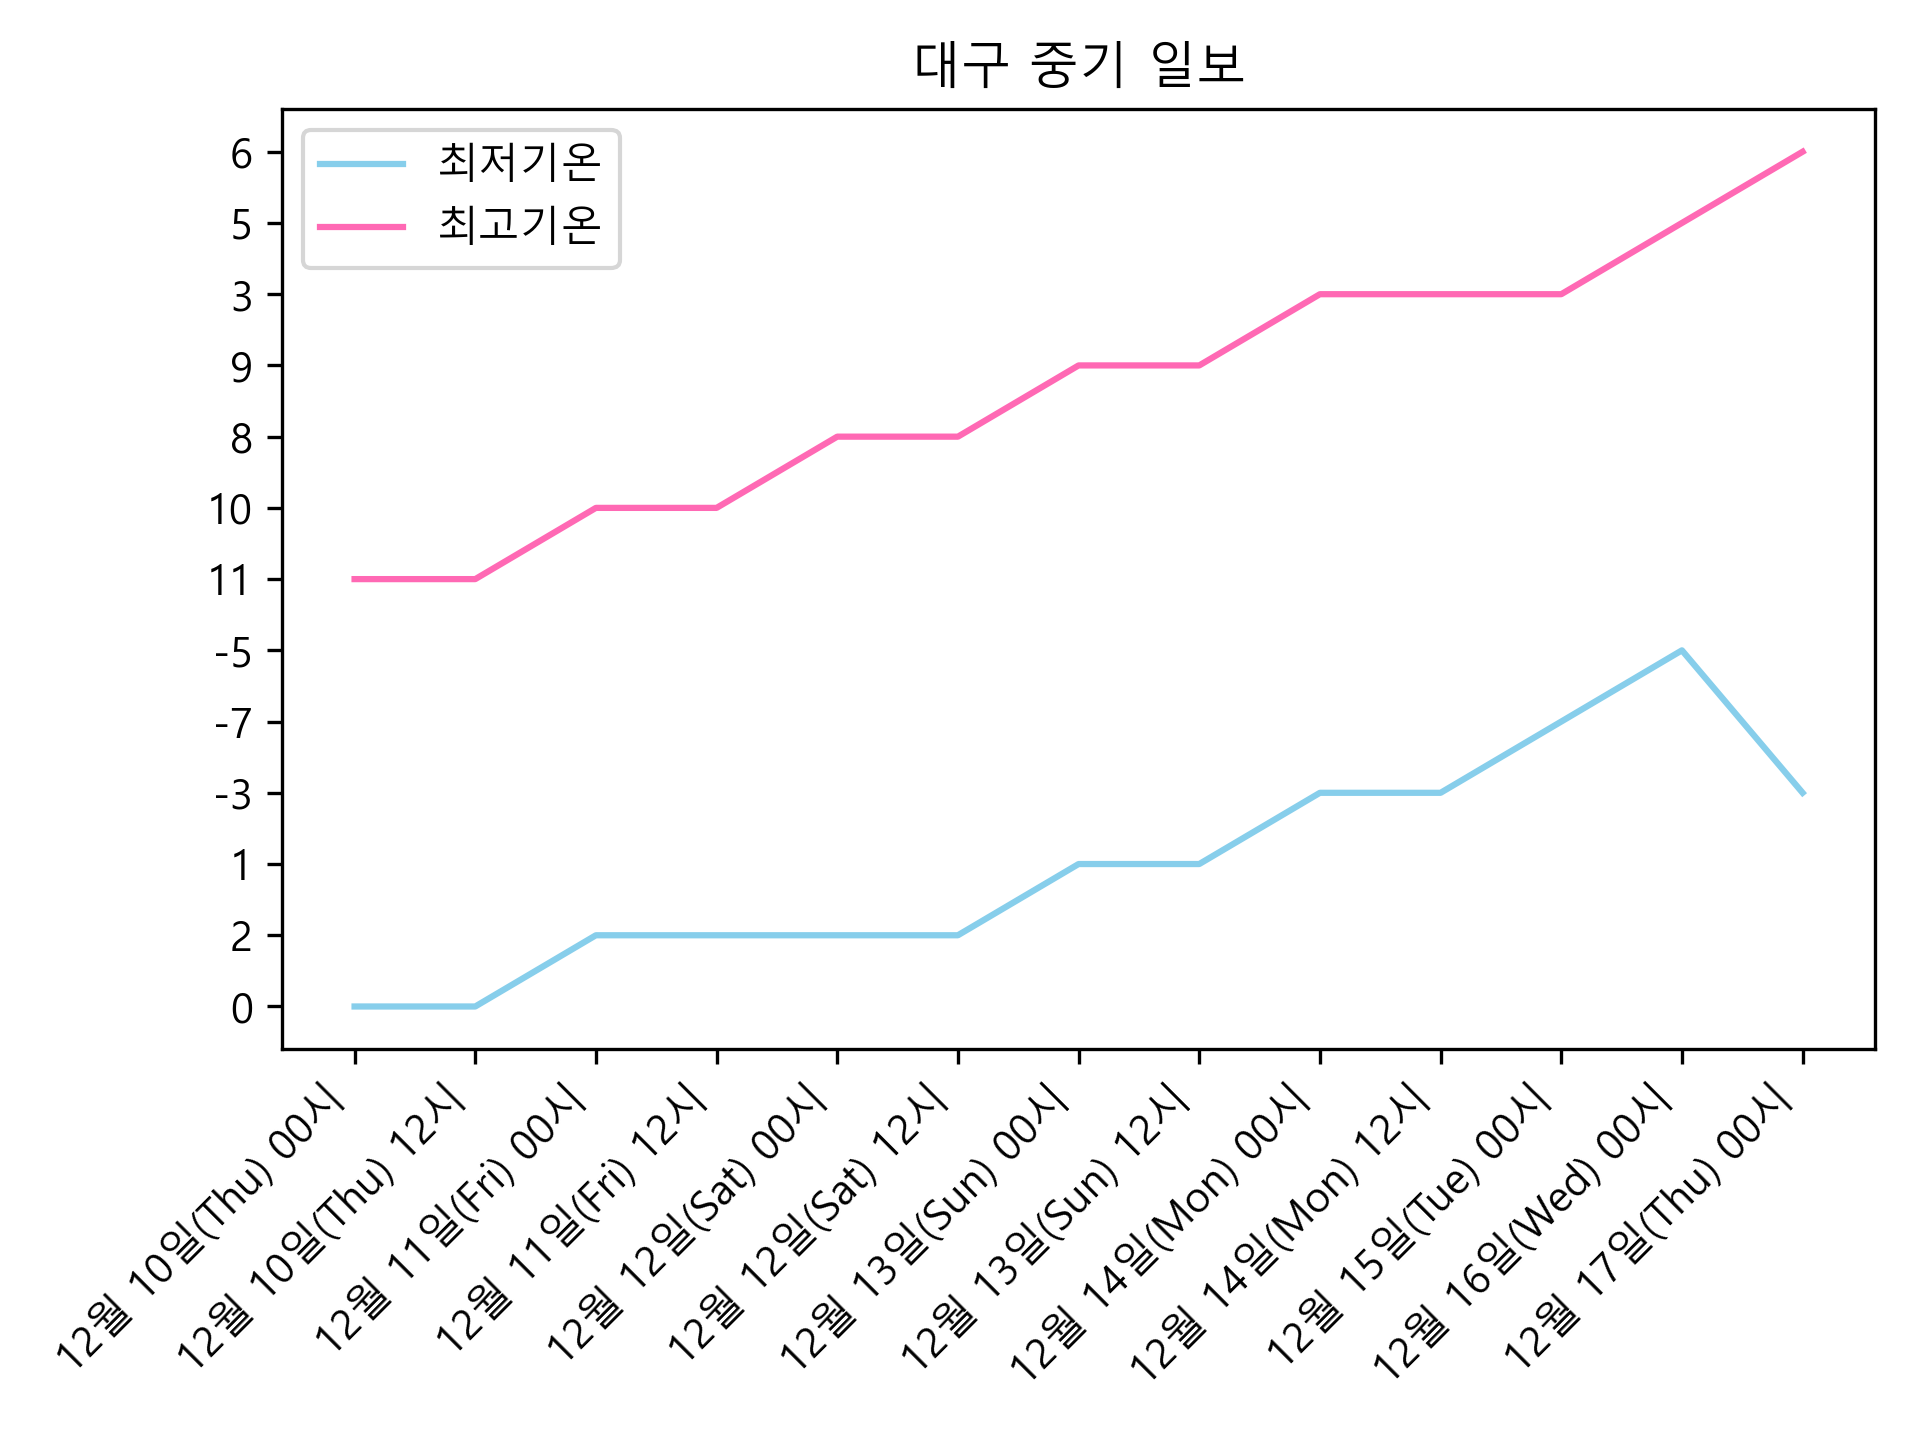 대구 중기 일보
최저기온
최고기온
6
5
3
9
8
10
11
-5
-7
-3
1
2
0
12월 10일(Thu) 00시
12월 10일(Thu) 12시
12월 11일(Fri) 00시
12월 11일(Fri) 12시
12월 12일(Sat) 00시
12월 12일(Sat) 12시
12월 13일(Sun) 00시
12월 13일(Sun) 12시
12월 14일(Mon) 00시
12월 14일(Mon) 12시
12월 15일(Tue) 00시
12월 16일(Wed) 00시
12월 17일(Thu) 00시